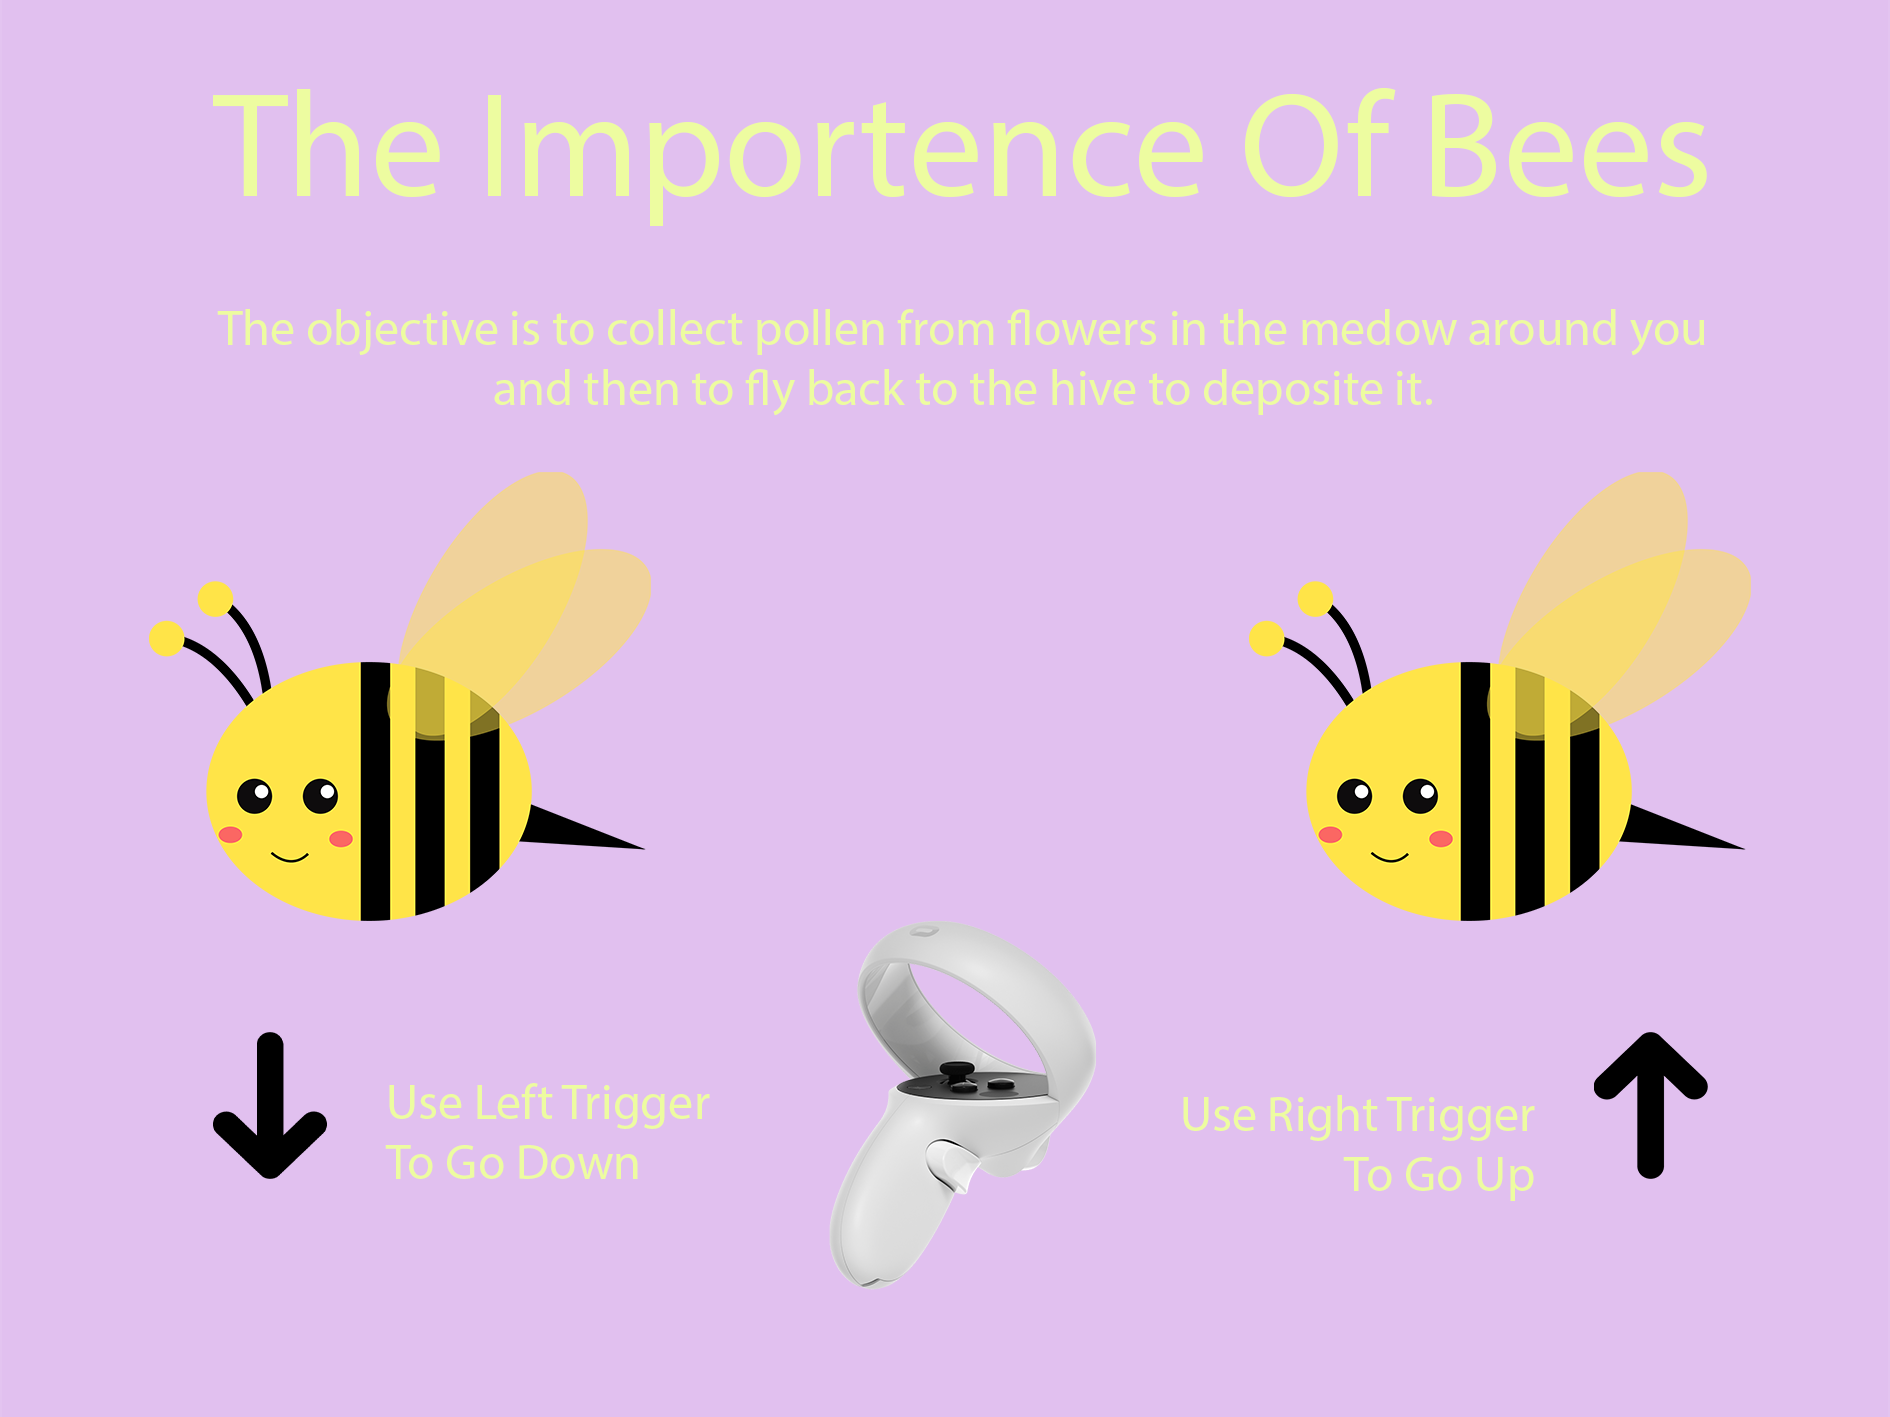 The Importence Of Bees
The objective is to collect pollen from flowers in the medow around you
and then to fly back to the hive to deposite it.
Use Left Trigger
To Go Down
Use Right Trigger
To Go Up